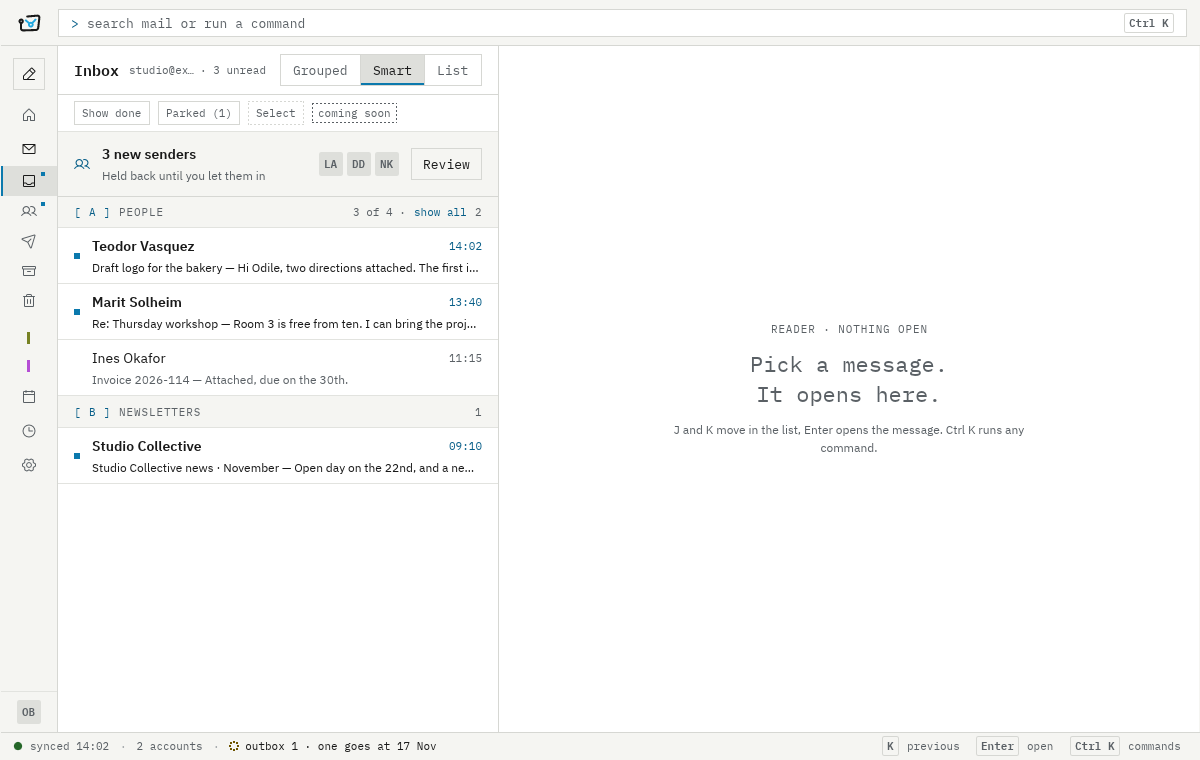 > search mail or run a command Ctrl K
Inbox studio@ex… · 3 unread Grouped Smart List
Show done Parked (1) Select coming soon
3 new senders
Held back until you let them in
LA DD NK Review
[ A ] PEOPLE 3 of 4 · show all 2
Teodor Vasquez 14:02
Draft logo for the bakery — Hi Odile, two directions attached. The first i…
Marit Solheim 13:40
Re: Thursday workshop — Room 3 is free from ten. I can bring the proj…
Ines Okafor 11:15
Invoice 2026-114 — Attached, due on the 30th.
[ B ] NEWSLETTERS 1
Studio Collective 09:10
Studio Collective news · November — Open day on the 22nd, and a ne…
READER · NOTHING OPEN
Pick a message.
It opens here.
J and K move in the list, Enter opens the message. Ctrl K runs any
command.
OB
synced 14:02 · 2 accounts · outbox 1 · one goes at 17 Nov K previous Enter open Ctrl K commands